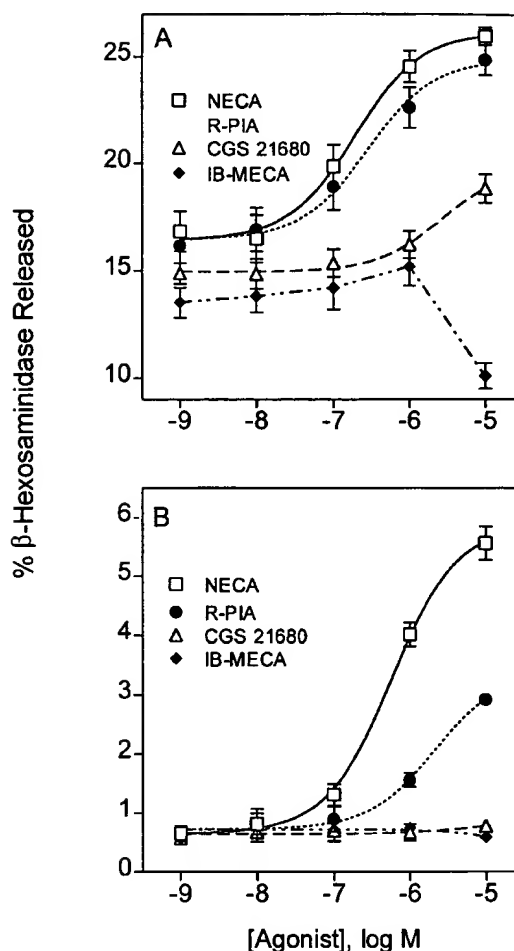 A
25
20
15
10
NECA
R-PIA
CGS 21680
IB-MECA
-9 -8 -7 -6 -5
% β-Hexosaminidase Released
B
6
5
4
3
2
1
0
NECA
R-PIA
CGS 21680
IB-MECA
-9 -8 -7 -6 -5
[Agonist], log M